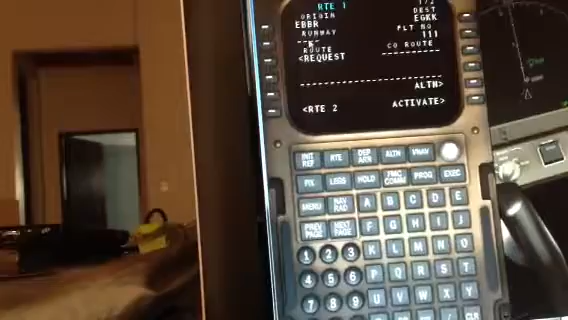 RTE 1 1/2
ORIGIN DEST
EBBR EGKK
RUNWAY FLT NO
----- 111
ROUTE CO ROUTE
<REQUEST ----------
ALTN>
<RTE 2 ACTIVATE>
INIT REF RTE DEP ARR ALTN VNAV
FIX LEGS HOLD FMC COMM PROG EXEC
MENU NAV RAD A B C D E
PREV PAGE NEXT PAGE F G H I J
1 2 3 K L M N O
4 5 6 P Q R S T
7 8 9 U V W X Y
CLR